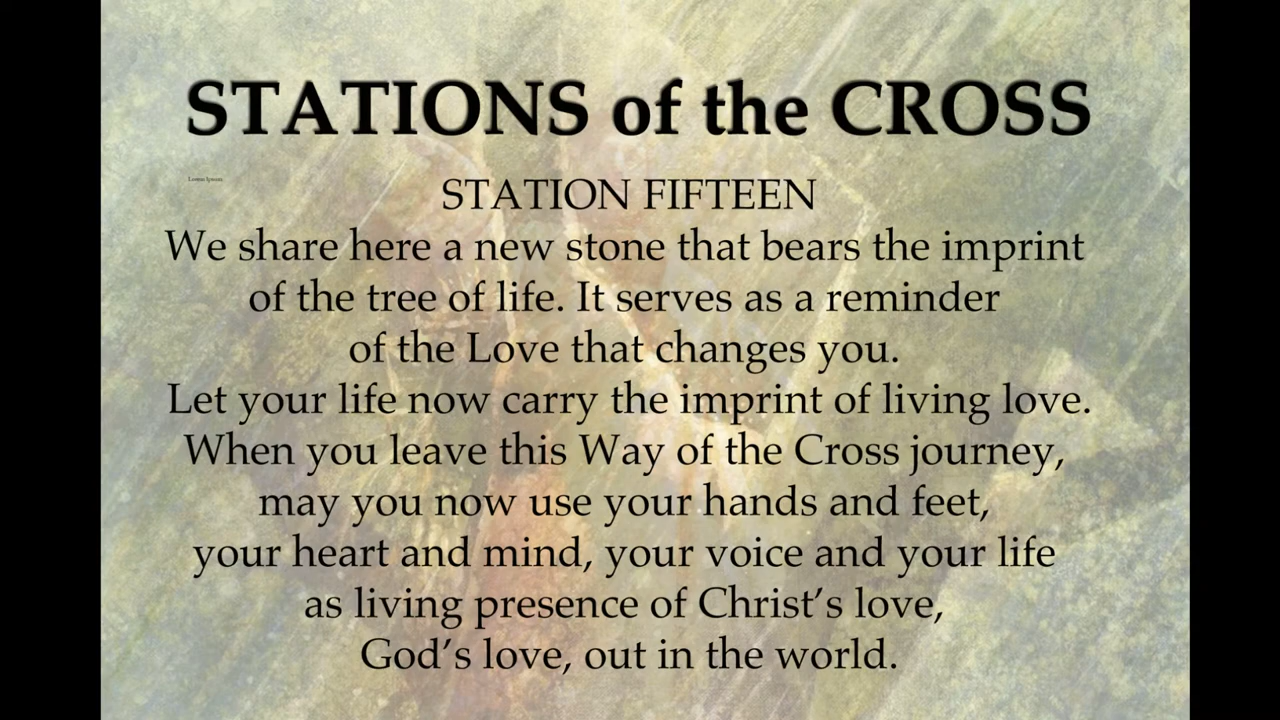 STATIONS of the CROSS
Lorem Ipsum
STATION FIFTEEN
We share here a new stone that bears the imprint
of the tree of life. It serves as a reminder
of the Love that changes you.
Let your life now carry the imprint of living love.
When you leave this Way of the Cross journey,
may you now use your hands and feet,
your heart and mind, your voice and your life
as living presence of Christ’s love,
God’s love, out in the world.